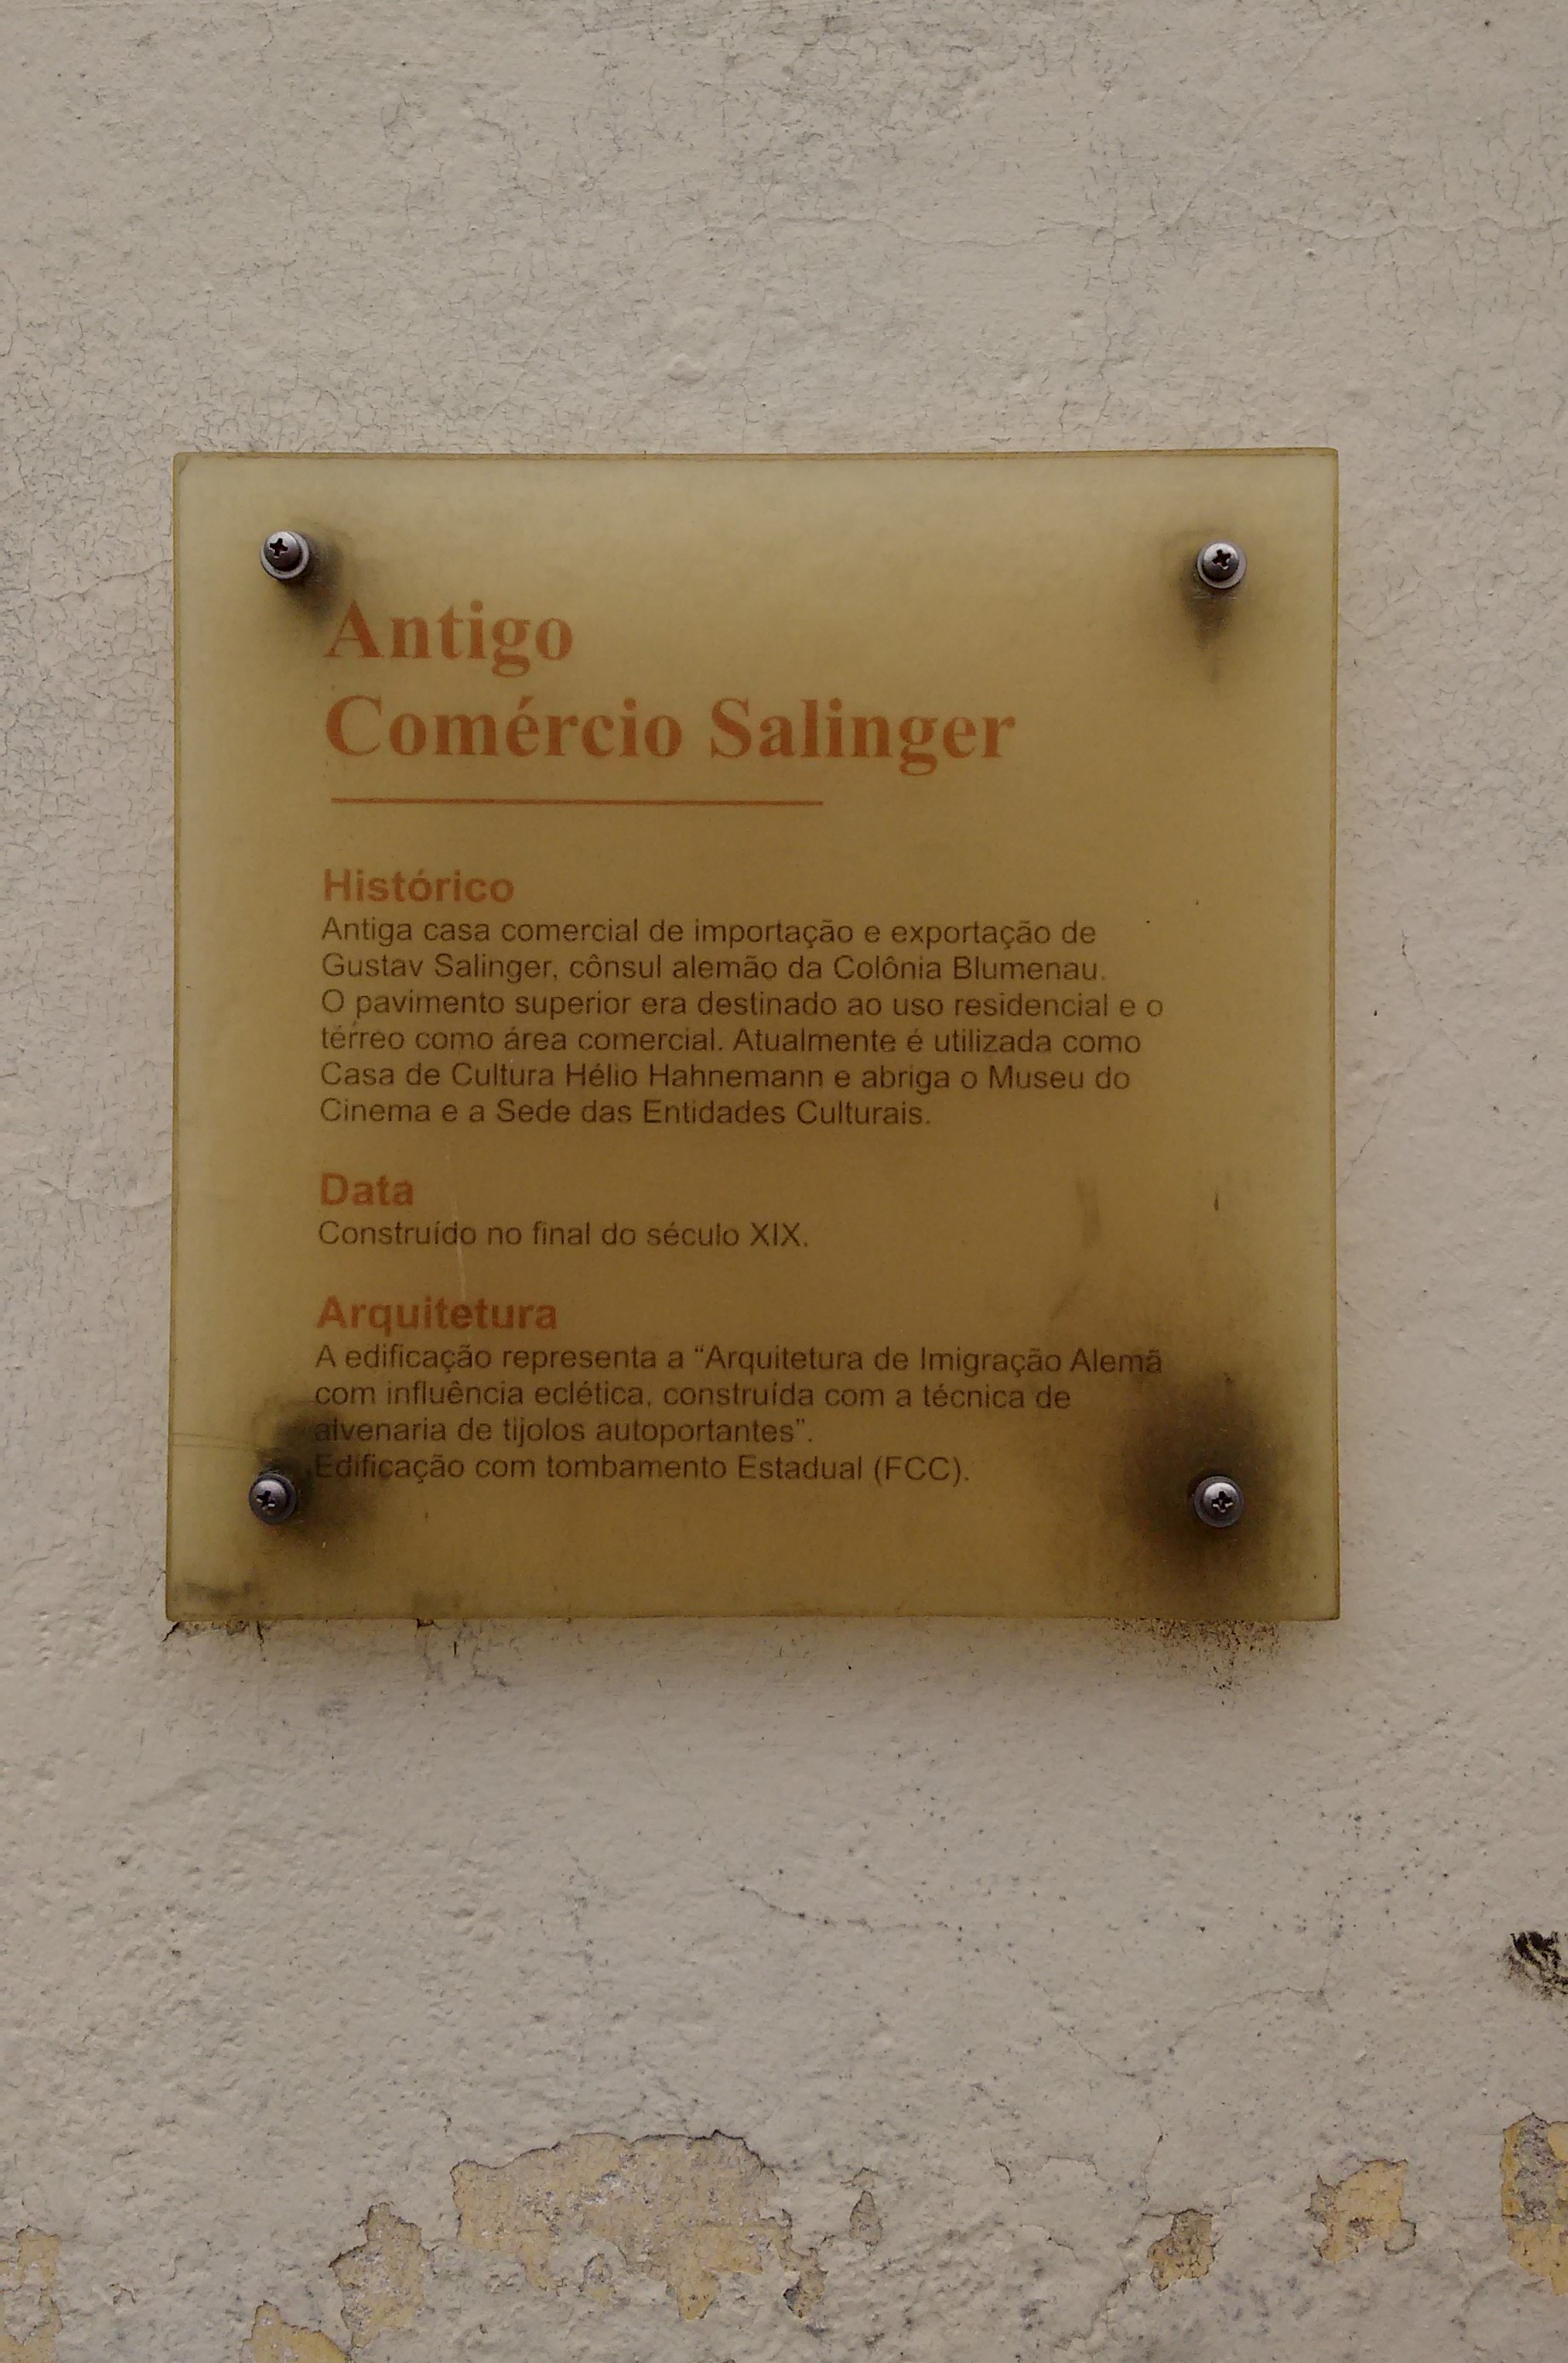 Antigo
Comércio Salinger
Histórico
Antiga casa comercial de importação e exportação de
Gustav Salinger, cônsul alemão da Colônia Blumenau.
O pavimento superior era destinado ao uso residencial e o
térreo como área comercial. Atualmente é utilizada como
Casa de Cultura Hélio Hahnemann e abriga o Museu do
Cinema e a Sede das Entidades Culturais.
Data
Construído no final do século XIX.
Arquitetura
A edificação representa a “Arquitetura de Imigração Alemã
com influência eclética, construída com a técnica de
alvenaria de tijolos autoportantes”.
Edificação com tombamento Estadual (FCC).